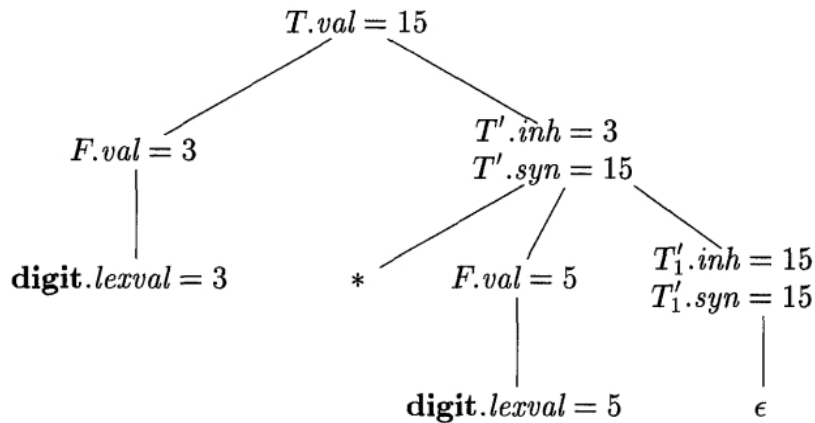 T.val = 15
F.val = 3
T′.inh = 3
T′.syn = 15
digit.lexval = 3
*
F.val = 5
T′₁.inh = 15
T′₁.syn = 15
digit.lexval = 5
ϵ